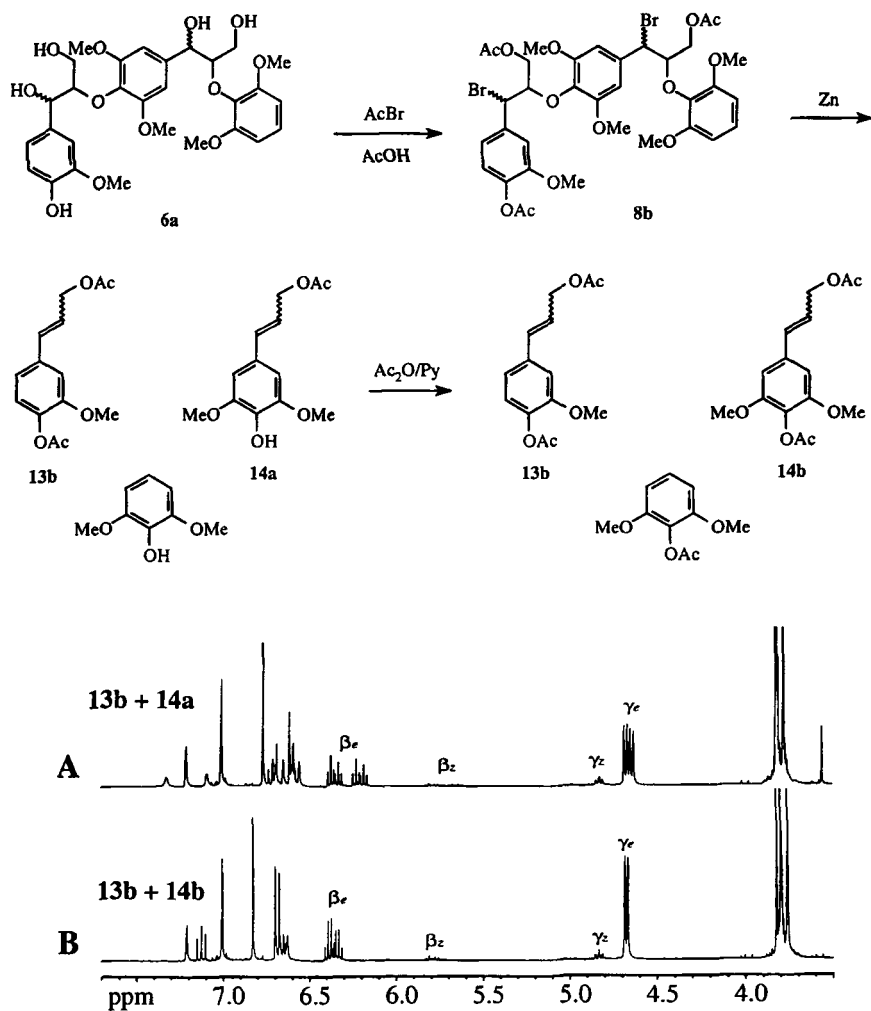 OH OH
HO MeO
HO O OMe
O
OMe MeO
OMe
OH
6a
AcBr
AcOH
Br OAc
AcO MeO
Br O OMe
O
OMe MeO
OMe
OAc
8b
Zn
OAc
OMe
OAc
13b
OAc
MeO OMe
OH
14a
MeO OMe
OH
Ac₂O/Py
OAc
OMe
OAc
13b
OAc
MeO OMe
OAc
14b
MeO OMe
OAc
13b + 14a
A
βe
βz
γz
γe
13b + 14b
B
βe
βz
γz
γe
ppm 7.0 6.5 6.0 5.5 5.0 4.5 4.0